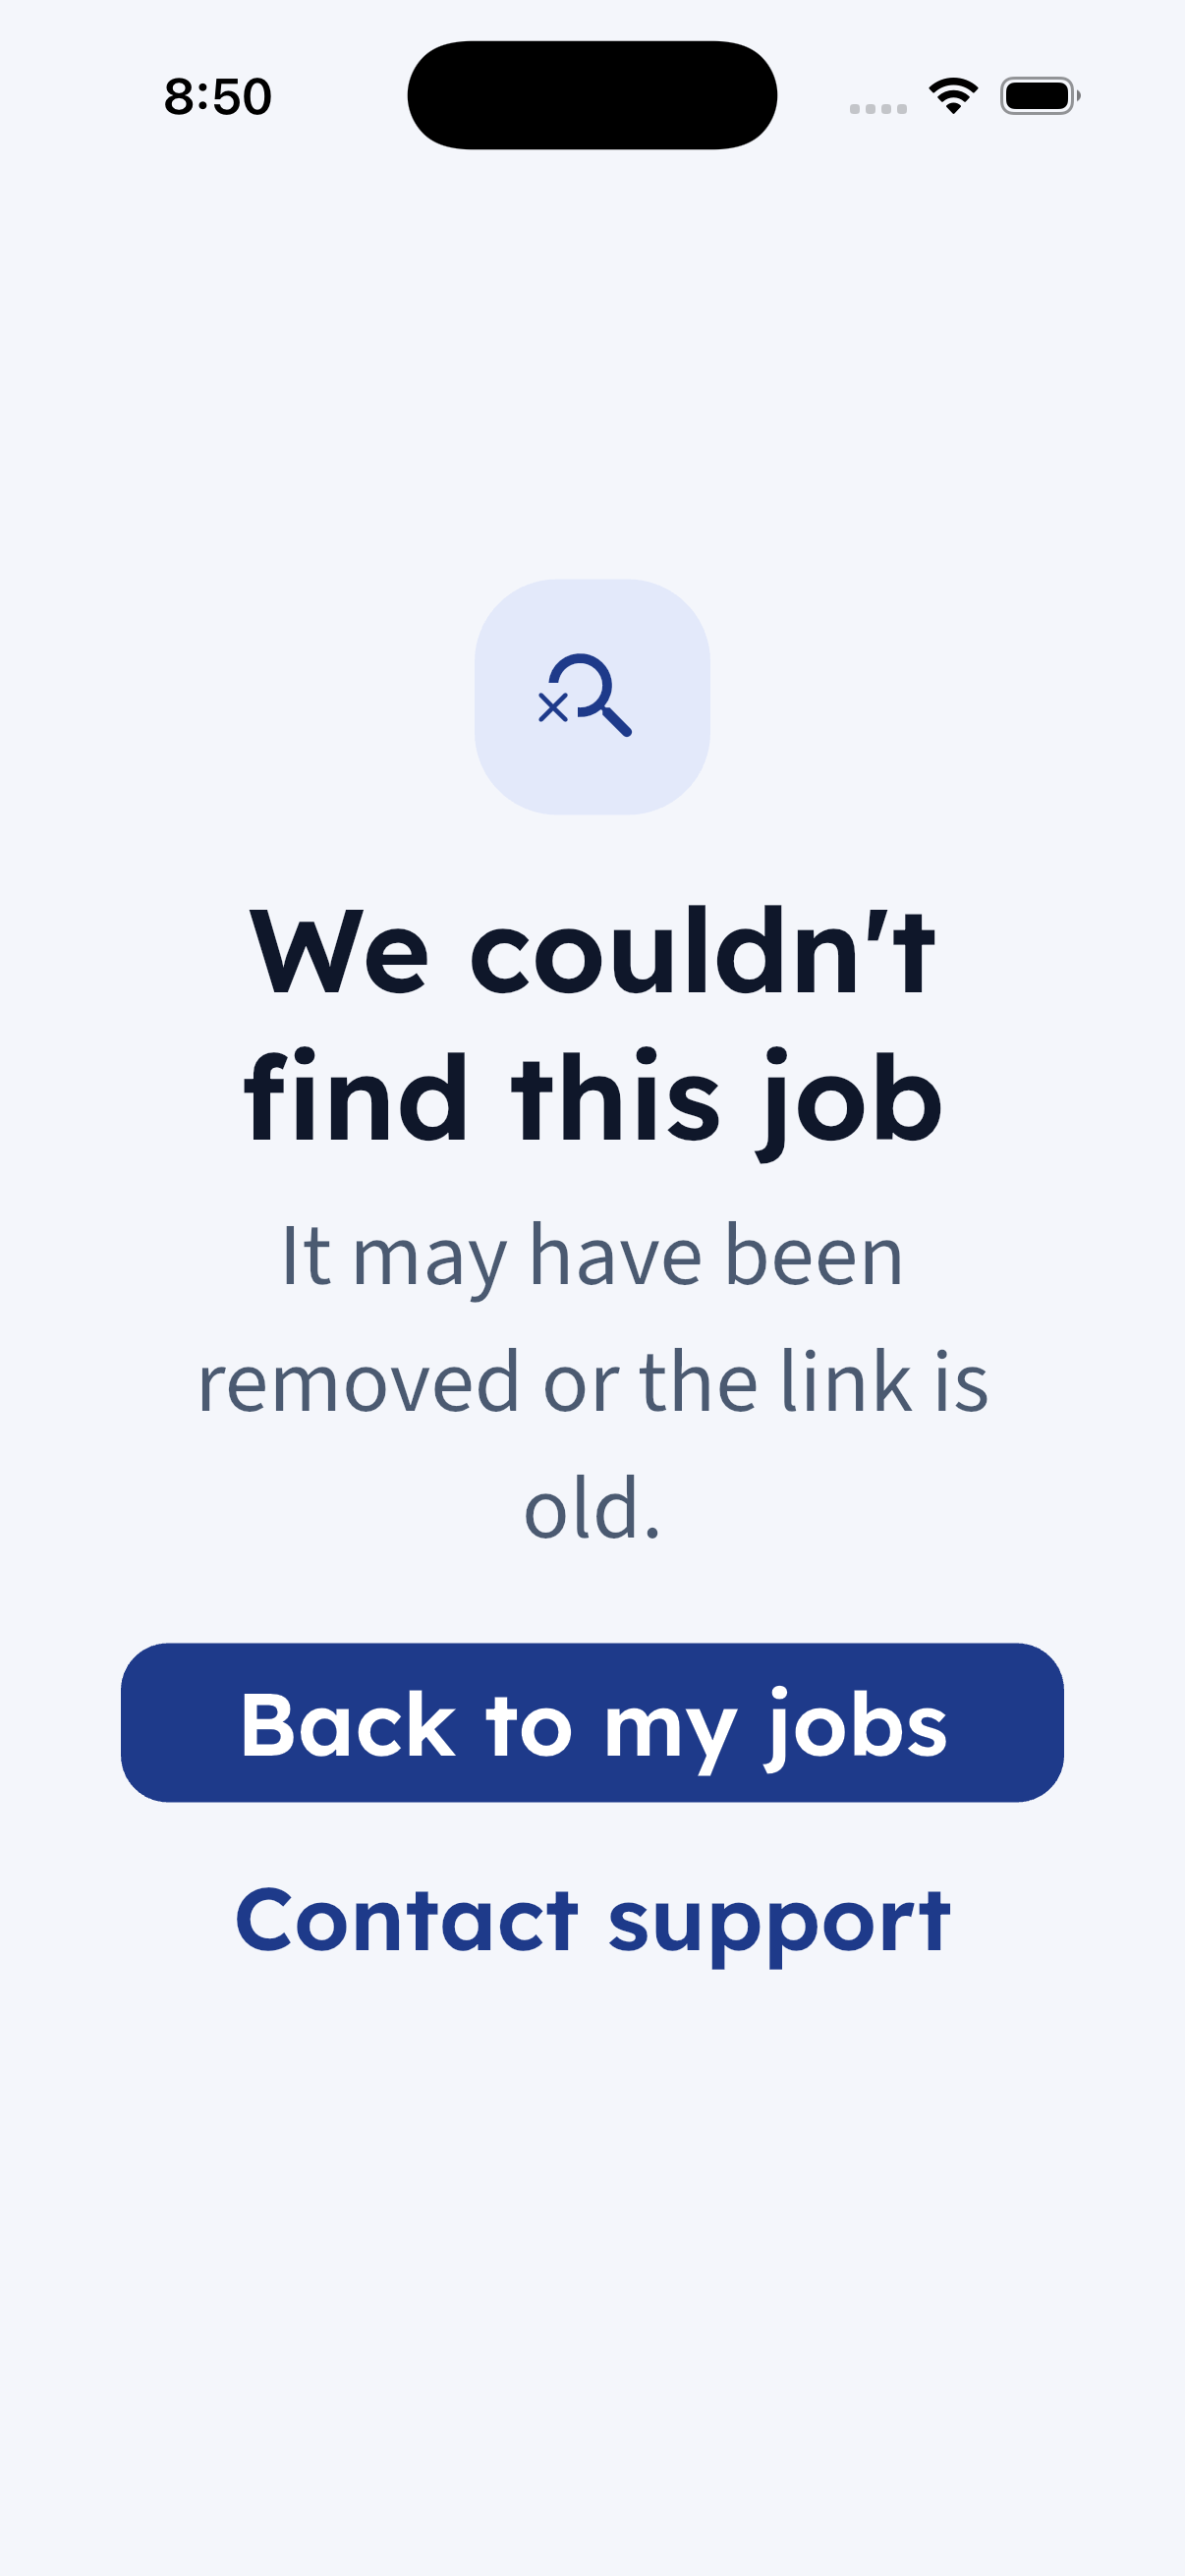 8:50
We couldn't
find this job
It may have been
removed or the link is
old.
Back to my jobs
Contact support